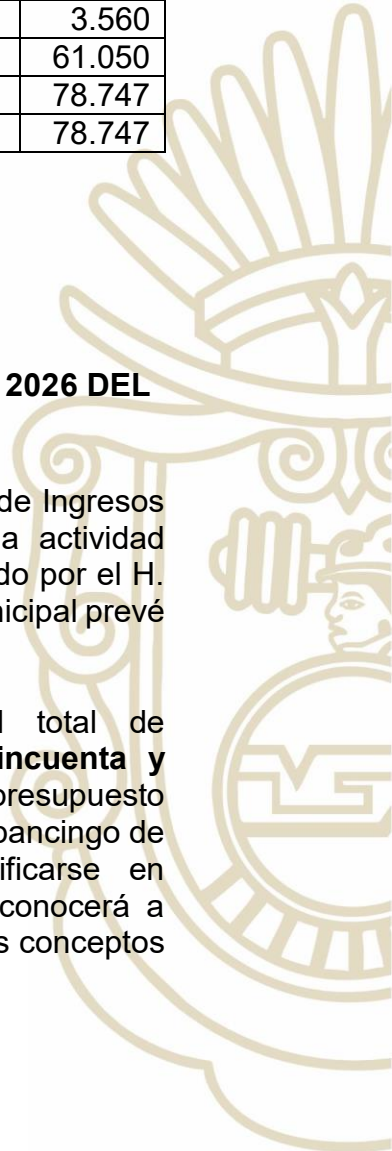 3.560
61.050
78.747
78.747
2026 DEL
de Ingresos
a actividad
do por el H.
nicipal prevé
total de
incuenta y
presupuesto
pancingo de
ificarse en
conocerá a
s conceptos